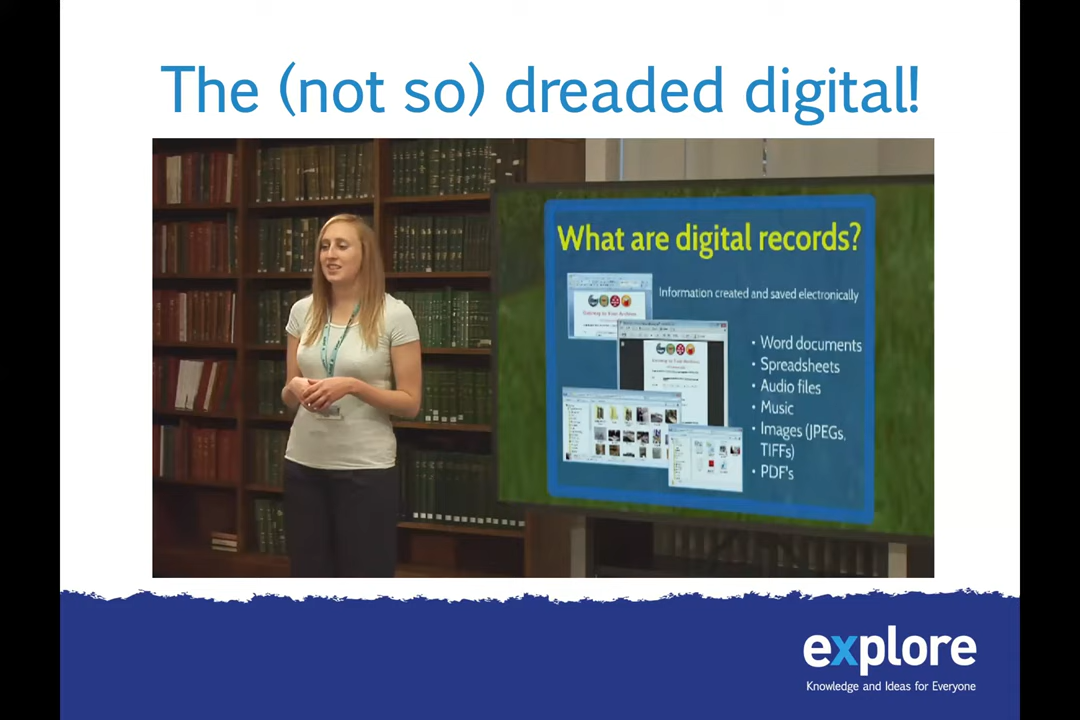 The (not so) dreaded digital!
What are digital records?
Information created and saved electronically
• Word documents
• Spreadsheets
• Audio files
• Music
• Images (JPEGs,
TIFFs)
• PDF's
explore
Knowledge and Ideas for Everyone